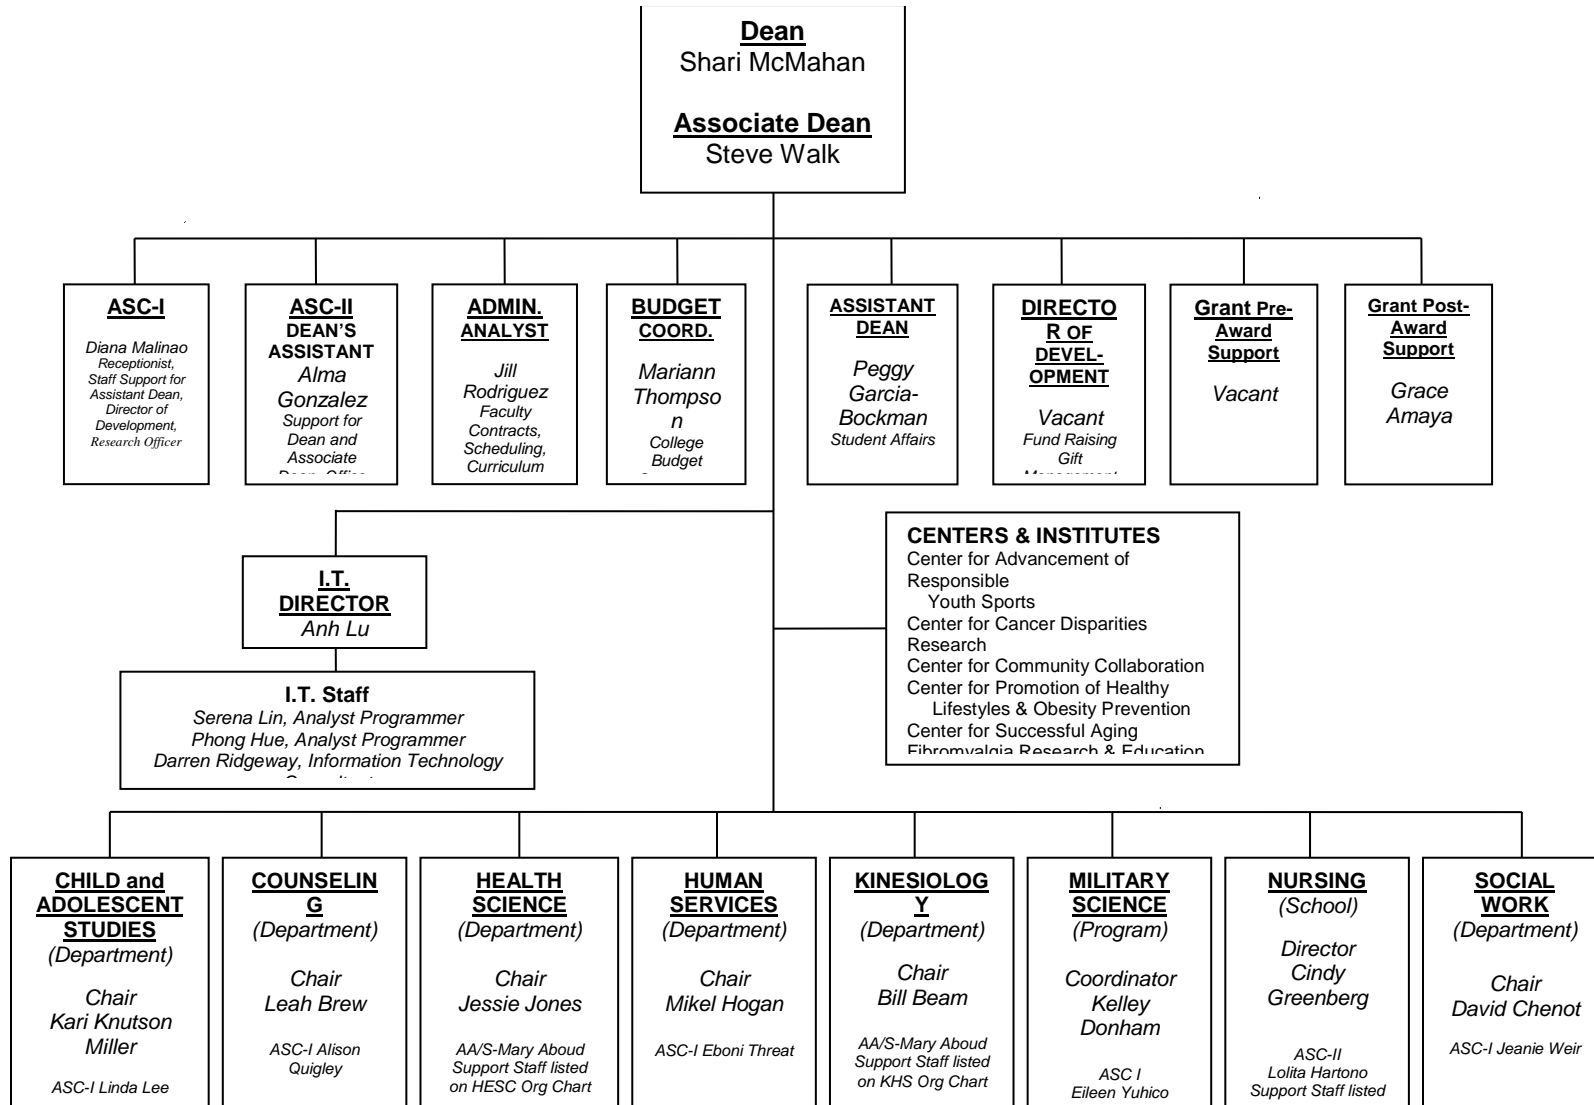 Dean
Shari McMahan
Associate Dean
Steve Walk
ASC-I
Diana Malinao
Receptionist,
Staff Support for
Assistant Dean,
Director of
Development,
Research Officer
ASC-II
DEAN'S
ASSISTANT
Alma
Gonzalez
Support for
Dean and
Associate
Dean, Office
ADMIN.
ANALYST
Jill
Rodriguez
Faculty
Contracts,
Scheduling,
Curriculum
BUDGET
COORD.
Mariann
Thompso
n
College
Budget
ASSISTANT
DEAN
Peggy
Garcia-
Bockman
Student Affairs
DIRECTO
R OF
DEVEL-
OPMENT
Vacant
Fund Raising
Gift
Management
Grant Pre-
Award
Support
Vacant
Grant Post-
Award
Support
Grace
Amaya
I.T.
DIRECTOR
Anh Lu
I.T. Staff
Serena Lin, Analyst Programmer
Phong Hue, Analyst Programmer
Darren Ridgeway, Information Technology
CENTERS & INSTITUTES
Center for Advancement of
Responsible
Youth Sports
Center for Cancer Disparities
Research
Center for Community Collaboration
Center for Promotion of Healthy
Lifestyles & Obesity Prevention
Center for Successful Aging
Fibromyalgia Research & Education
CHILD and
ADOLESCENT
STUDIES
(Department)
Chair
Kari Knutson
Miller
ASC-I Linda Lee
COUNSELIN
G
(Department)
Chair
Leah Brew
ASC-I Alison
Quigley
HEALTH
SCIENCE
(Department)
Chair
Jessie Jones
AA/S-Mary Aboud
Support Staff listed
on HESC Org Chart
HUMAN
SERVICES
(Department)
Chair
Mikel Hogan
ASC-I Eboni Threat
KINESIOLOG
Y
(Department)
Chair
Bill Beam
AA/S-Mary Aboud
Support Staff listed
on KHS Org Chart
MILITARY
SCIENCE
(Program)
Coordinator
Kelley
Donham
ASC I
Eileen Yuhico
NURSING
(School)
Director
Cindy
Greenberg
ASC-II
Lolita Hartono
Support Staff listed
SOCIAL
WORK
(Department)
Chair
David Chenot
ASC-I Jeanie Weir